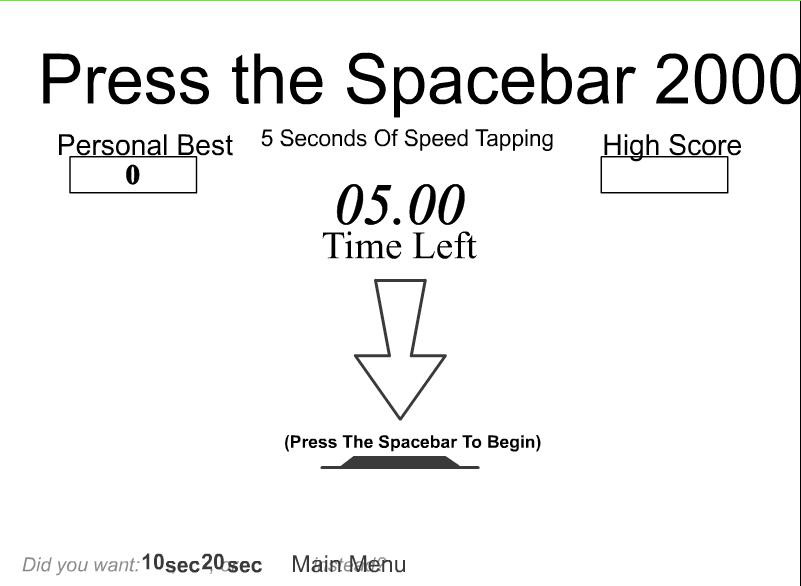 Press the Spacebar 2000
Personal Best
5 Seconds Of Speed Tapping
High Score
0
05.00
Time Left
(Press The Spacebar To Begin)
Did you want: 10sec 20sec instead? Main Menu